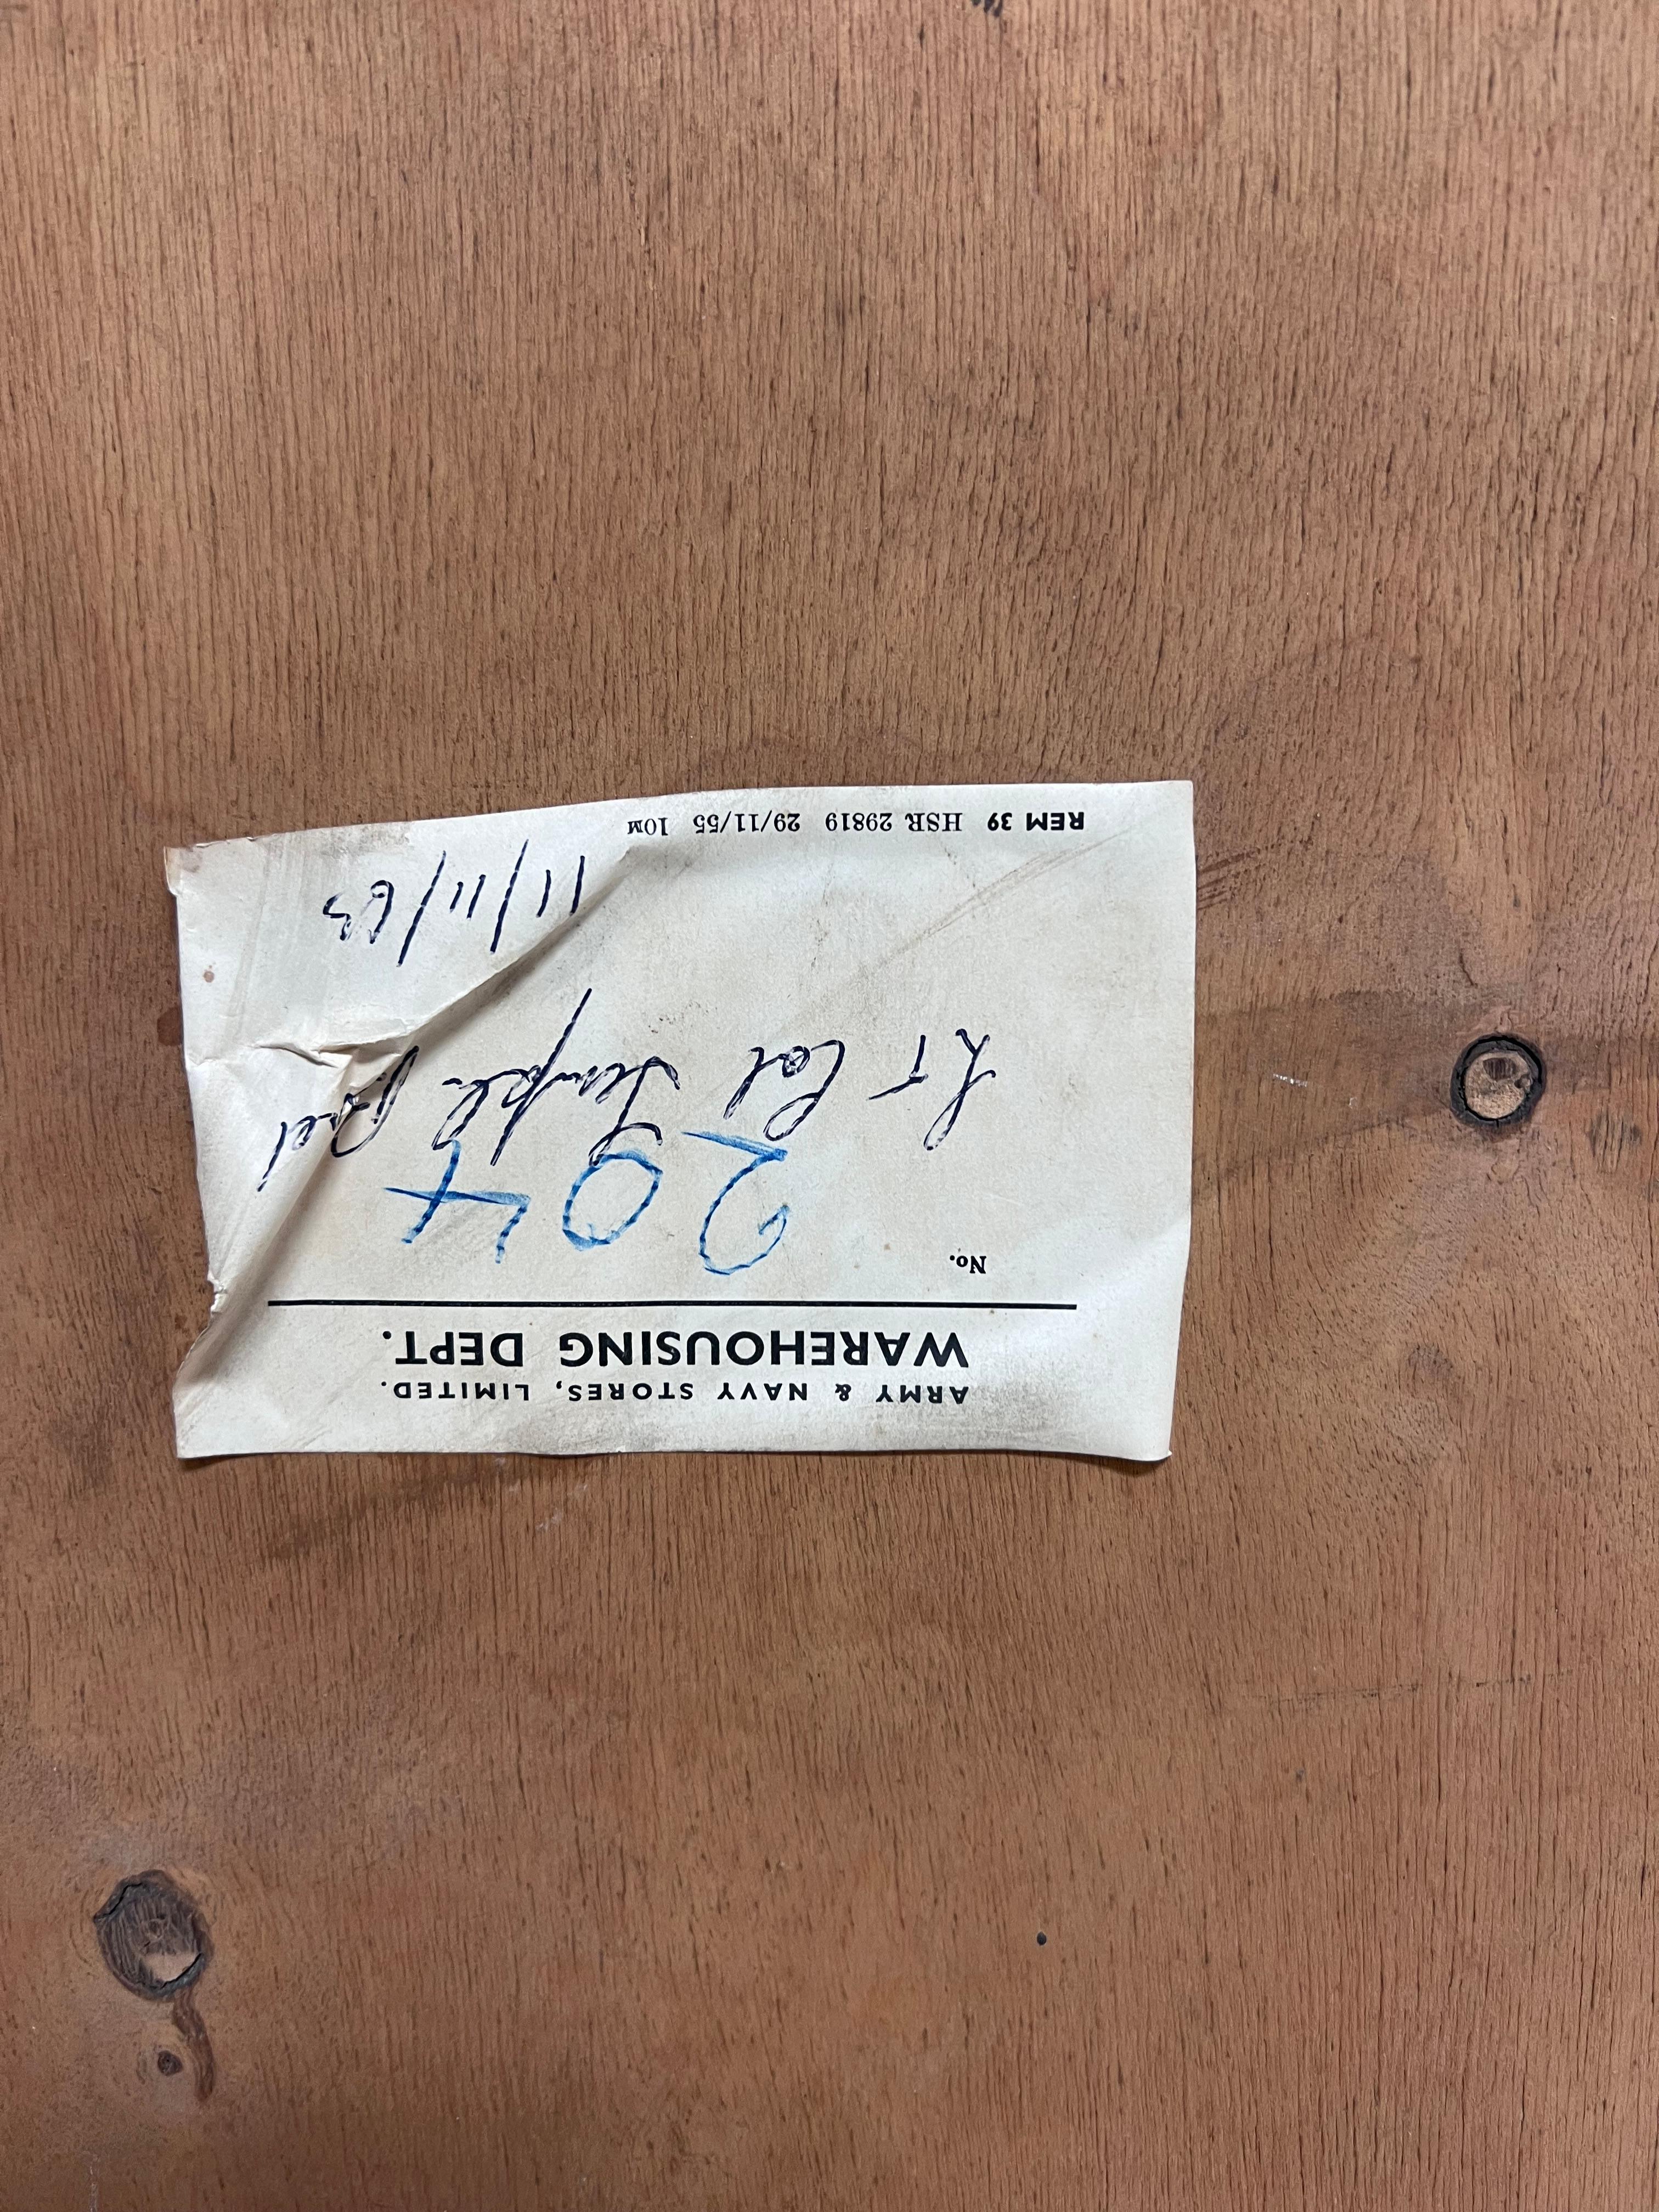 ARMY & NAVY STORES, LIMITED.
WAREHOUSING DEPT.
No. 294
Lt Col Temple
11/11/63
REM 39 HSR 29819 29/11/55 10M